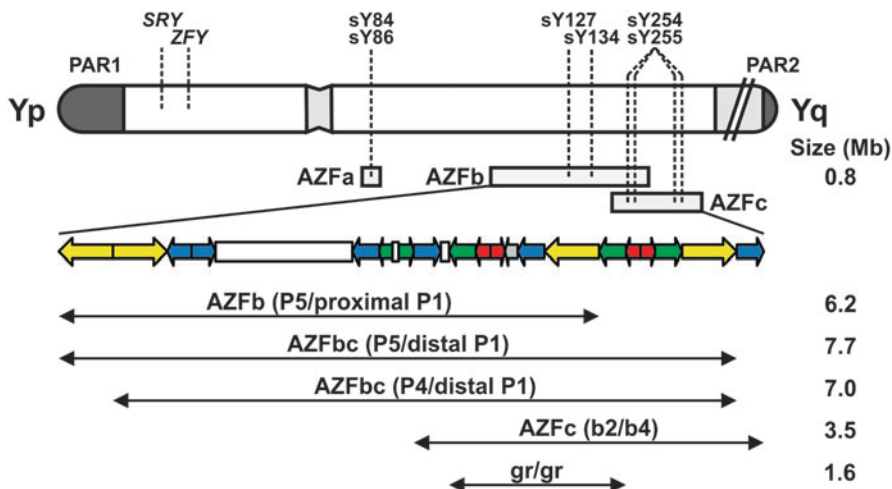 SRY
ZFY
sY84
sY86
sY127
sY134
sY254
sY255
PAR1
PAR2
Yp
Yq
Size (Mb)
AZFa
AZFb
0.8
AZFc
AZFb (P5/proximal P1)
6.2
AZFbc (P5/distal P1)
7.7
AZFbc (P4/distal P1)
7.0
AZFc (b2/b4)
3.5
gr/gr
1.6